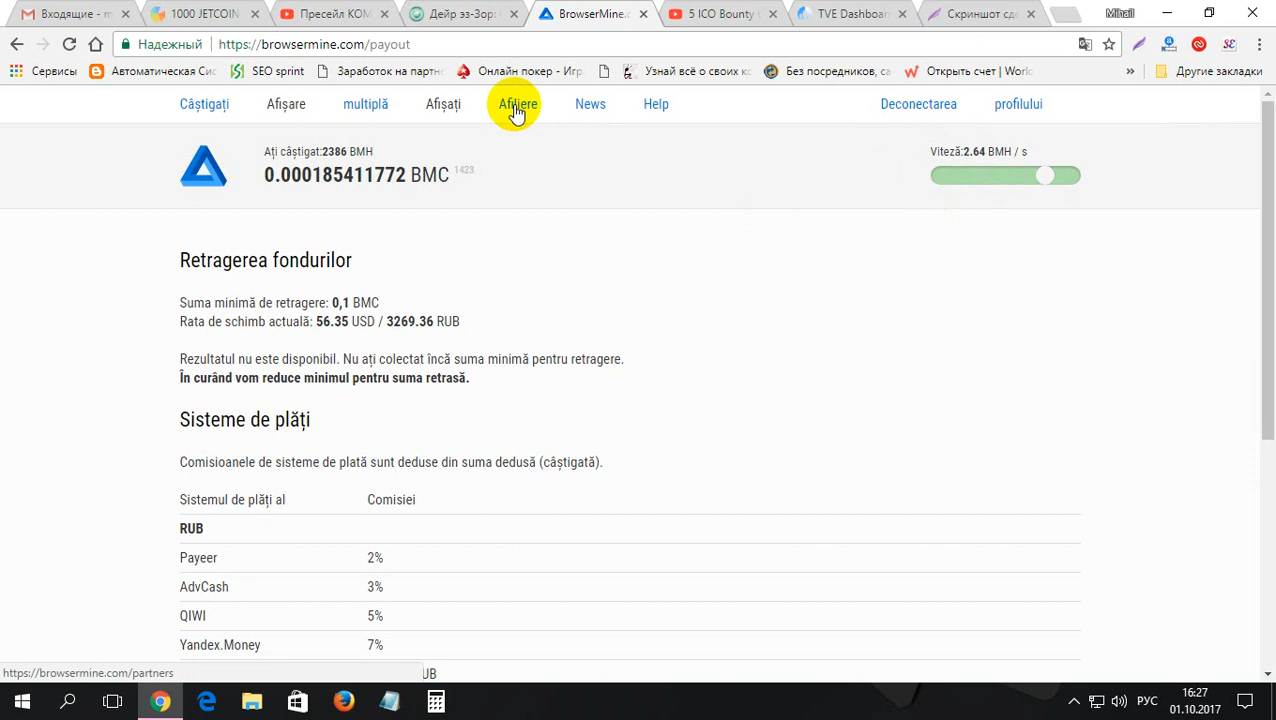 Входящие - m
1000 JETCOIN
Пресейл КОМ
Дейр эз-Зор:
BrowserMine.c
5 ICO Bounty
TVE Dashboar
Скриншот сде
Mihail
Надежный
https://browsermine.com/payout
Сервисы
Автоматическая Сис
SEO sprint
Заработок на партн
Онлайн покер - Игр
Узнай всё о своих ко
Без посредников, са
Открыть счет | Worl
»
Другие закладки
Câștigați
Afișare
multiplă
Afișați
Afiliere
News
Help
Deconectarea
profilului
Ați câștigat:2386 BMH
Viteză:2.64 BMH / s
0.000185411772 BMC 1423
Retragerea fondurilor
Suma minimă de retragere: 0,1 BMC
Rata de schimb actuală: 56.35 USD / 3269.36 RUB
Rezultatul nu este disponibil. Nu ați colectat încă suma minimă pentru retragere.
În curând vom reduce minimul pentru suma retrasă.
Sisteme de plăți
Comisioanele de sisteme de plată sunt deduse din suma dedusă (câștigată).
Sistemul de plăți al Comisiei
RUB
Payeer 2%
AdvCash 3%
QIWI 5%
Yandex.Money 7%
https://browsermine.com/partners
UB
РУС
16:27
01.10.2017